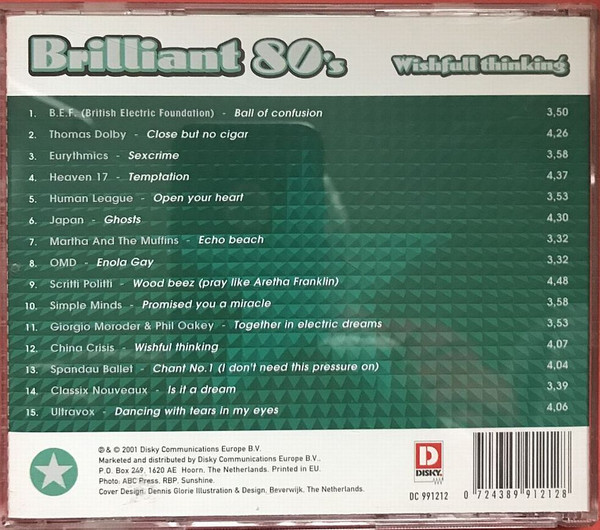 Brilliant 80's Wishfull thinking
1. B.E.F. (British Electric Foundation) - Ball of confusion 3,50
2. Thomas Dolby - Close but no cigar 4,26
3. Eurythmics - Sexcrime 3,58
4. Heaven 17 - Temptation 4,37
5. Human League - Open your heart 3,53
6. Japan - Ghosts 4,30
7. Martha And The Muffins - Echo beach 3,32
8. OMD - Enola Gay 3,32
9. Scritti Politti - Wood beez (pray like Aretha Franklin) 4,48
10. Simple Minds - Promised you a miracle 3,58
11. Giorgio Moroder & Phil Oakey - Together in electric dreams 3,53
12. China Crisis - Wishful thinking 4,07
13. Spandau Ballet - Chant No.1 (I don't need this pressure on) 4,04
14. Classix Nouveaux - Is it a dream 3,39
15. Ultravox - Dancing with tears in my eyes 4,06
℗ & © 2001 Disky Communications Europe B.V.
Marketed and distributed by Disky Communications Europe B.V.,
P.O. Box 249, 1620 AE Hoorn, The Netherlands. Printed in EU.
Photo: ABC Press, RBP, Sunshine.
Cover Design: Dennis Glorie Illustration & Design, Beverwijk, The Netherlands.
D
DISKY
DC 991212
0 724389 912128